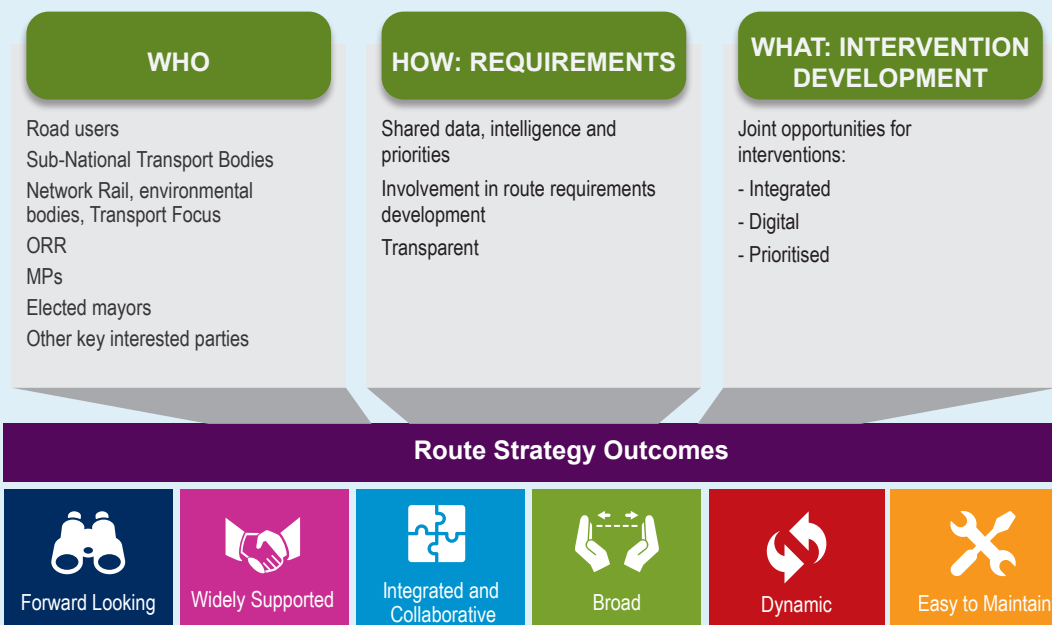 WHO
Road users
Sub-National Transport Bodies
Network Rail, environmental
bodies, Transport Focus
ORR
MPs
Elected mayors
Other key interested parties
HOW: REQUIREMENTS
Shared data, intelligence and
priorities
Involvement in route requirements
development
Transparent
WHAT: INTERVENTION
DEVELOPMENT
Joint opportunities for
interventions:
- Integrated
- Digital
- Prioritised
Route Strategy Outcomes
Forward Looking
Widely Supported
Integrated and
Collaborative
Broad
Dynamic
Easy to Maintain